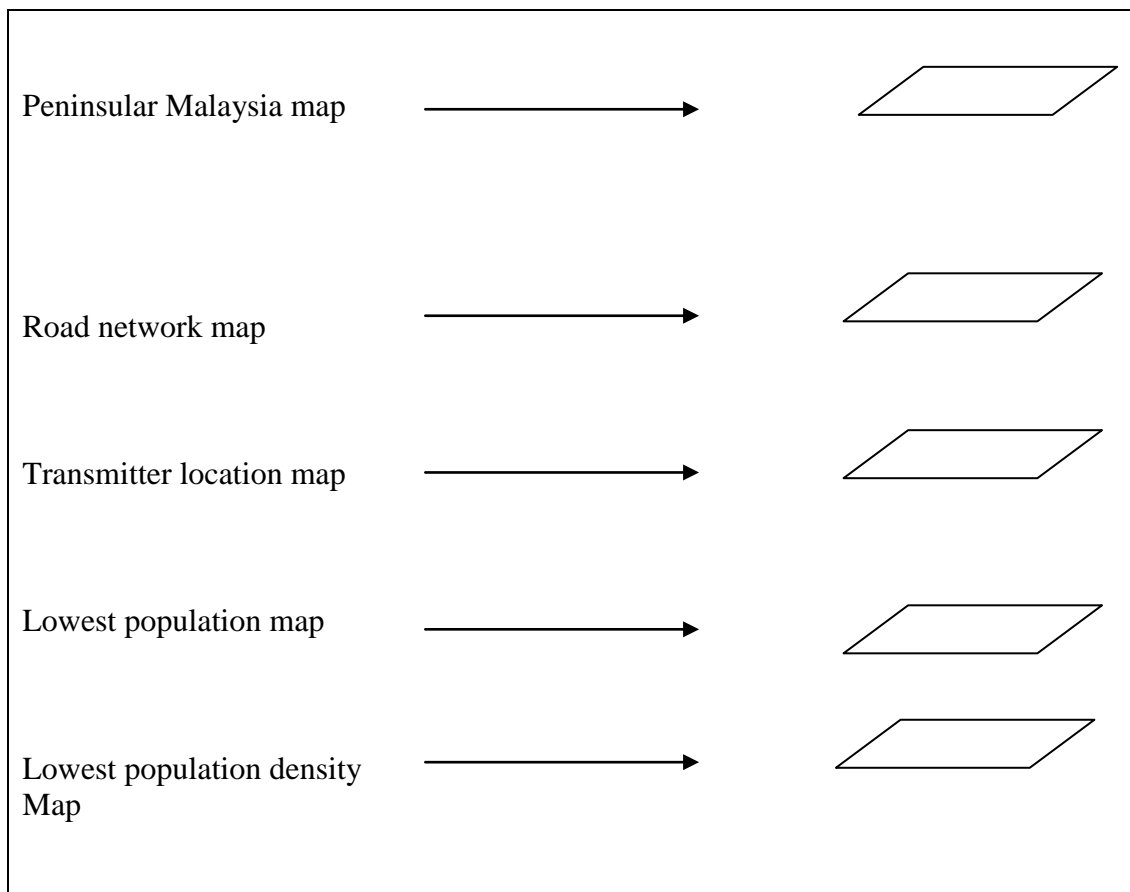 Peninsular Malaysia map
Road network map
Transmitter location map
Lowest population map
Lowest population density
Map